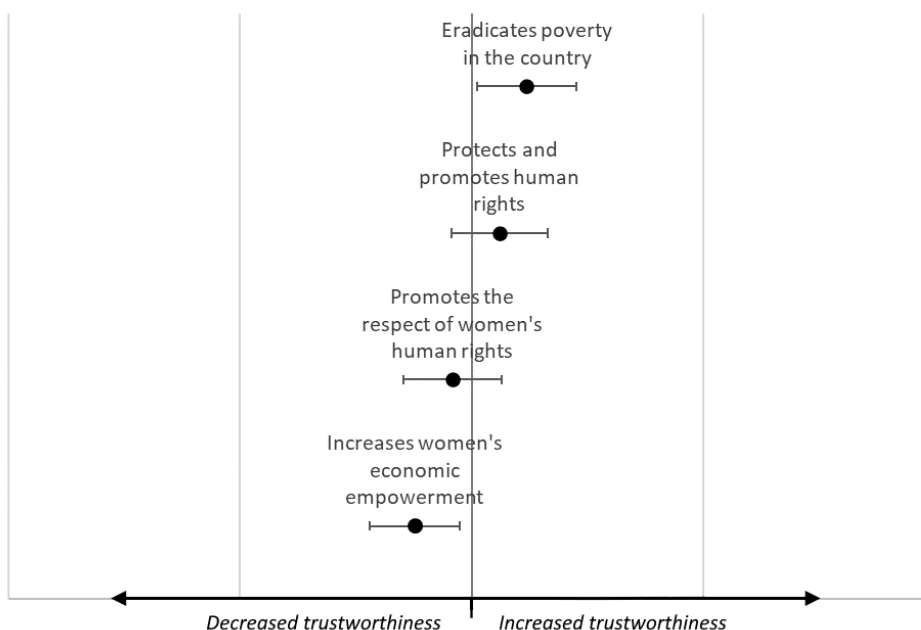 Eradicates poverty
in the country
Protects and
promotes human
rights
Promotes the
respect of women's
human rights
Increases women's
economic
empowerment
Decreased trustworthiness
Increased trustworthiness